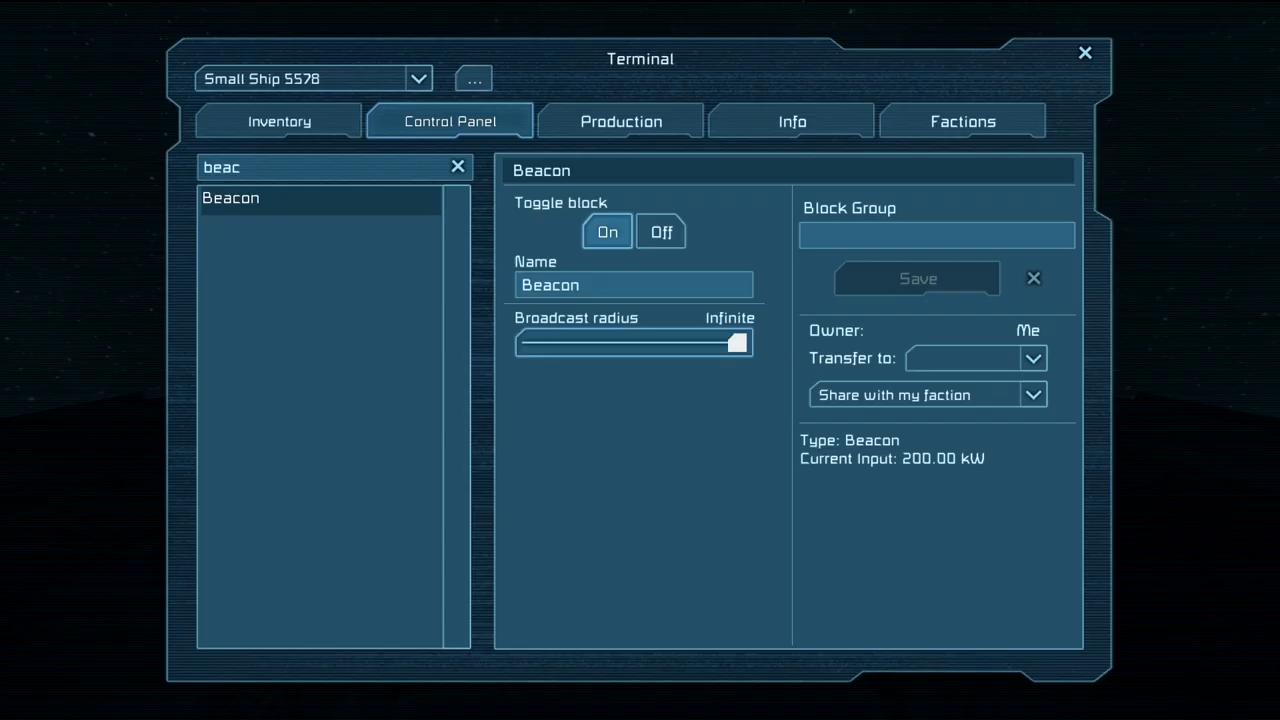 Terminal
Small Ship 5578
...
Inventory
Control Panel
Production
Info
Factions
beac
Beacon
Beacon
Toggle block
On
Off
Name
Beacon
Broadcast radius Infinite
Block Group
Save
Owner: Me
Transfer to:
Share with my faction
Type: Beacon
Current Input: 200.00 kW